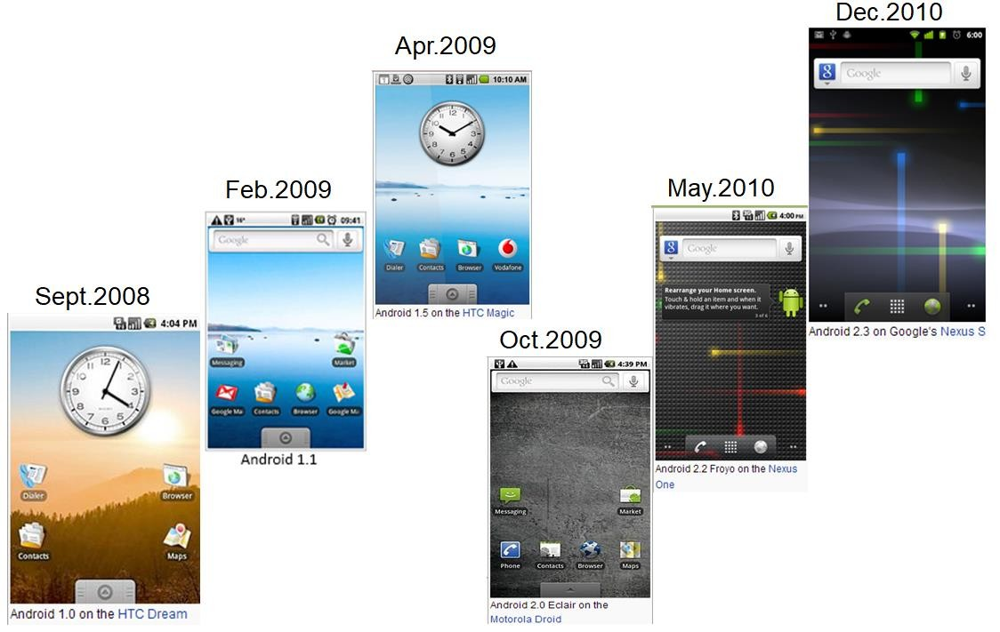 Sept.2008
4:04 PM
12
Dialer
Browser
Contacts
Maps
Android 1.0 on the HTC Dream
Feb.2009
16°
09:41
Google
Messaging
Market
Google Ma
Contacts
Browser
Google Ma
Android 1.1
Apr.2009
10:10 AM
Dialer
Contacts
Browser
Vodafone
Android 1.5 on the HTC Magic
Oct.2009
4:39 PM
Google
Messaging
Market
Phone
Contacts
Browser
Maps
Android 2.0 Eclair on the
Motorola Droid
May.2010
4:00 PM
Google
Rearrange your Home screen.
Touch & hold an item and when it
vibrates, drag it where you want.
3 of 6
Android 2.2 Froyo on the Nexus
One
Dec.2010
6:00
Google
Android 2.3 on Google's Nexus S